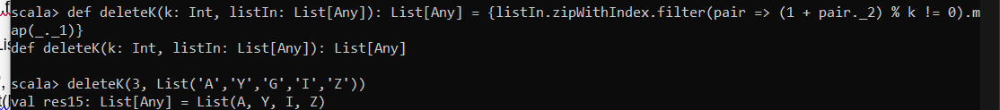 scala> def deleteK(k: Int, listIn: List[Any]): List[Any] = {listIn.zipWithIndex.filter(pair => (1 + pair._2) % k != 0).m
ap(_._1)}
def deleteK(k: Int, listIn: List[Any]): List[Any]
scala> deleteK(3, List('A','Y','G','I','Z'))
val res15: List[Any] = List(A, Y, I, Z)